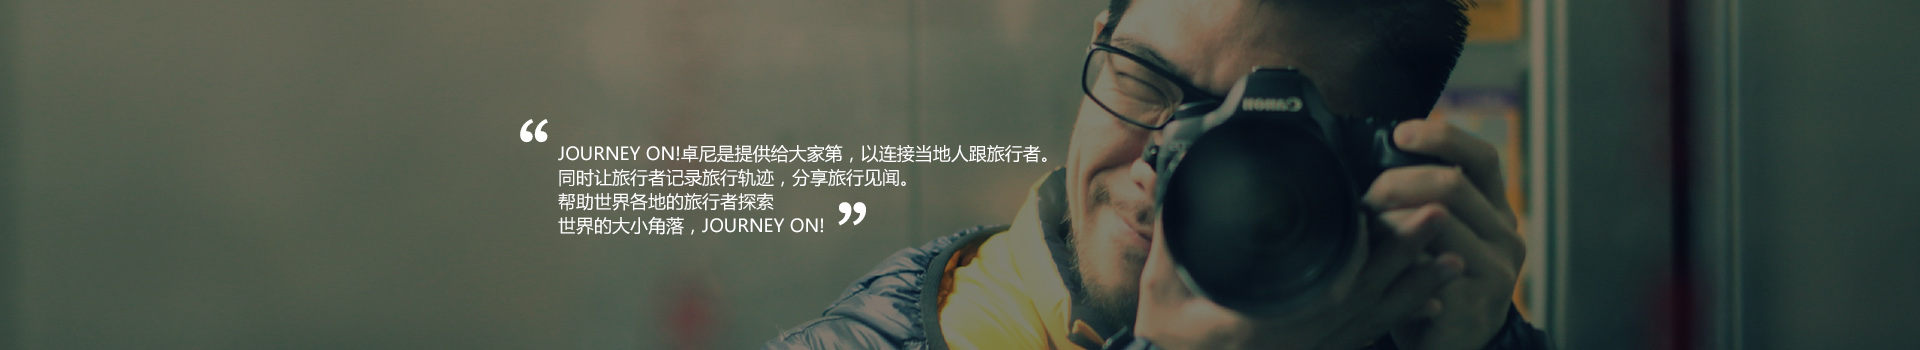 “ JOURNEY ON!卓尼是提供给大家第，以连接当地人跟旅行者。
同时让旅行者记录旅行轨迹，分享旅行见闻。
帮助世界各地的旅行者探索
世界的大小角落，JOURNEY ON! ”
Canon